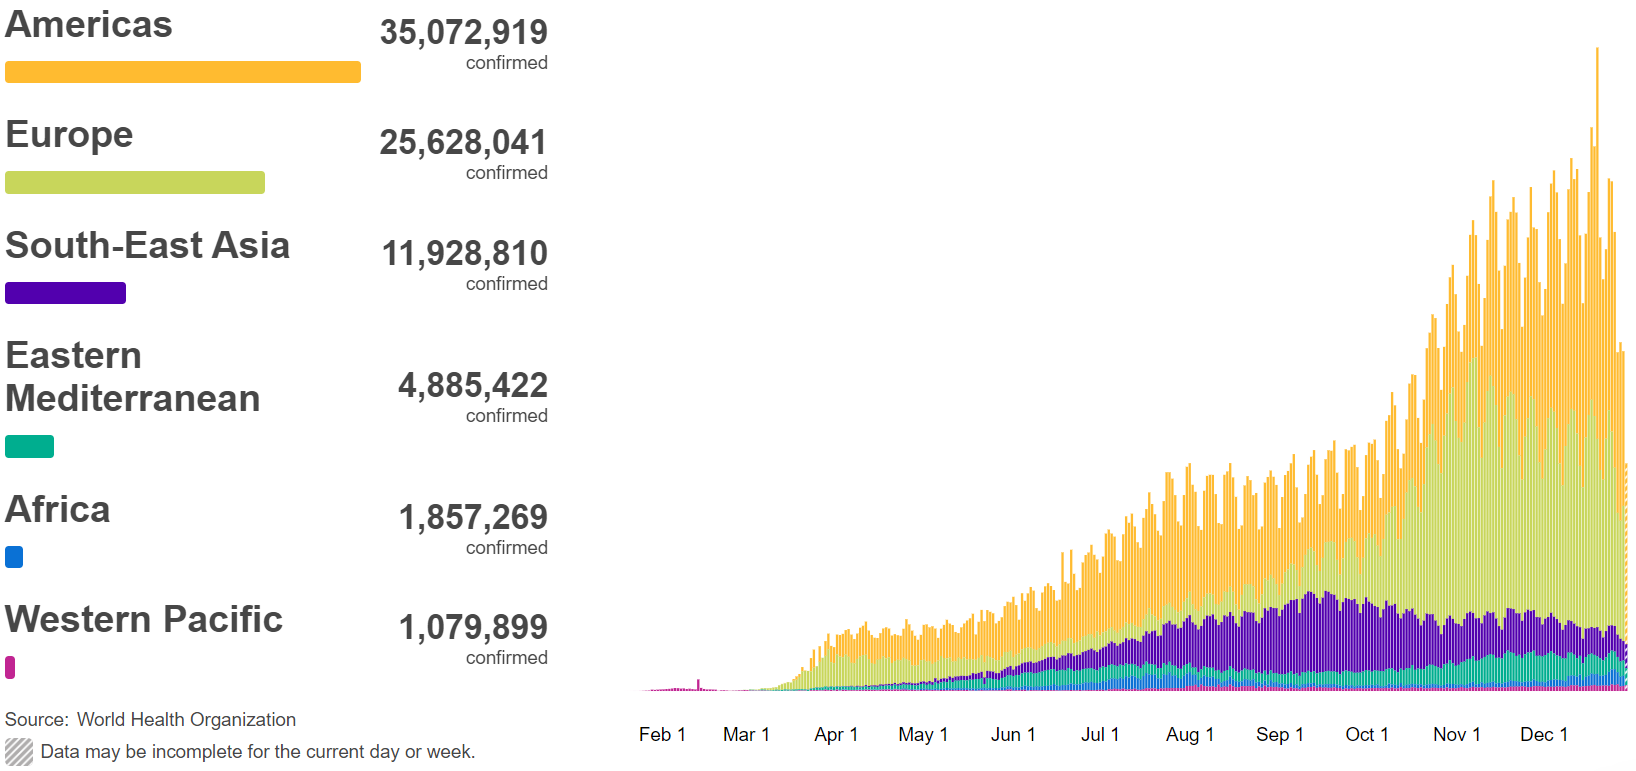 Americas
35,072,919
confirmed
Europe
25,628,041
confirmed
South-East Asia
11,928,810
confirmed
Eastern
Mediterranean
4,885,422
confirmed
Africa
1,857,269
confirmed
Western Pacific
1,079,899
confirmed
Source: World Health Organization
Data may be incomplete for the current day or week.
Feb 1 Mar 1 Apr 1 May 1 Jun 1 Jul 1 Aug 1 Sep 1 Oct 1 Nov 1 Dec 1